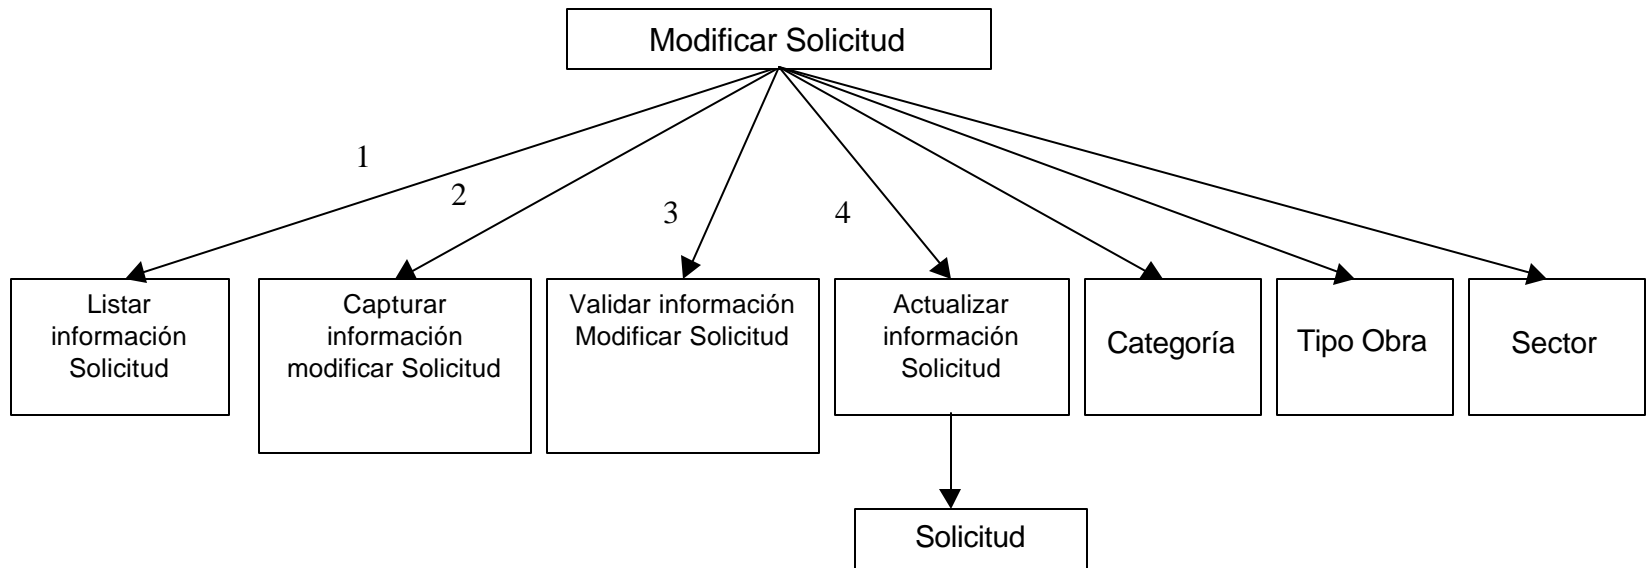 Modificar Solicitud
1
2
3
4
Listar
información
Solicitud
Capturar
información
modificar Solicitud
Validar información
Modificar Solicitud
Actualizar
información
Solicitud
Categoría
Tipo Obra
Sector
Solicitud